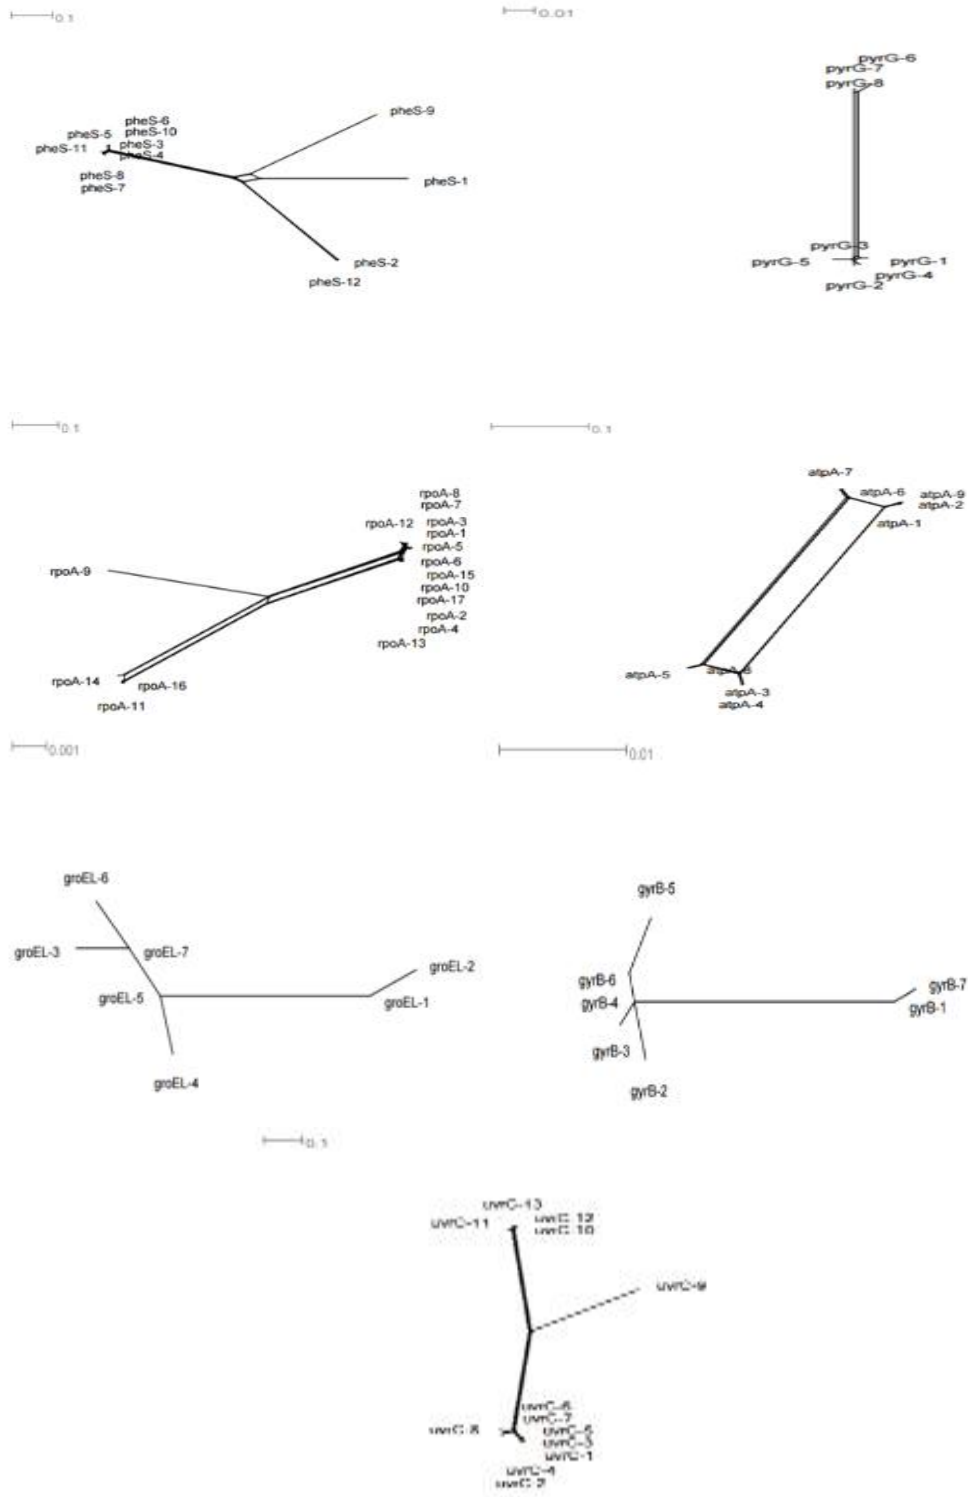 0.1
pheS-9
pheS-6
pheS-5
pheS-10
pheS-11
pheS-3
pheS-4
pheS-8
pheS-7
pheS-1
pheS-2
pheS-12
0.01
pyrG-6
pyrG-7
pyrG-8
pyrG-3
pyrG-5
pyrG-1
pyrG-4
pyrG-2
0.1
rpoA-8
rpoA-7
rpoA-12
rpoA-3
rpoA-1
rpoA-5
rpoA-6
rpoA-15
rpoA-10
rpoA-17
rpoA-2
rpoA-4
rpoA-13
rpoA-9
rpoA-14
rpoA-16
rpoA-11
0.1
atpA-7
atpA-6
atpA-9
atpA-2
atpA-1
atpA-5
atpA-3
atpA-4
0.001
groEL-6
groEL-3
groEL-7
groEL-2
groEL-5
groEL-1
groEL-4
0.01
gyrB-5
gyrB-6
gyrB-7
gyrB-4
gyrB-1
gyrB-3
gyrB-2
0.1
uvrC-13
uvrC-11
uvrC-12
uvrC-10
uvrC-9
uvrC-6
uvrC-7
uvrC-8
uvrC-5
uvrC-3
uvrC-1
uvrC-4
uvrC-2